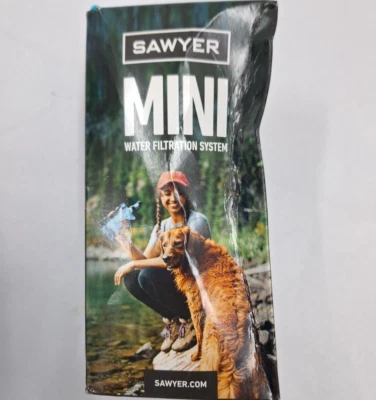 SAWYER
MINI
WATER FILTRATION SYSTEM
SAWYER.COM